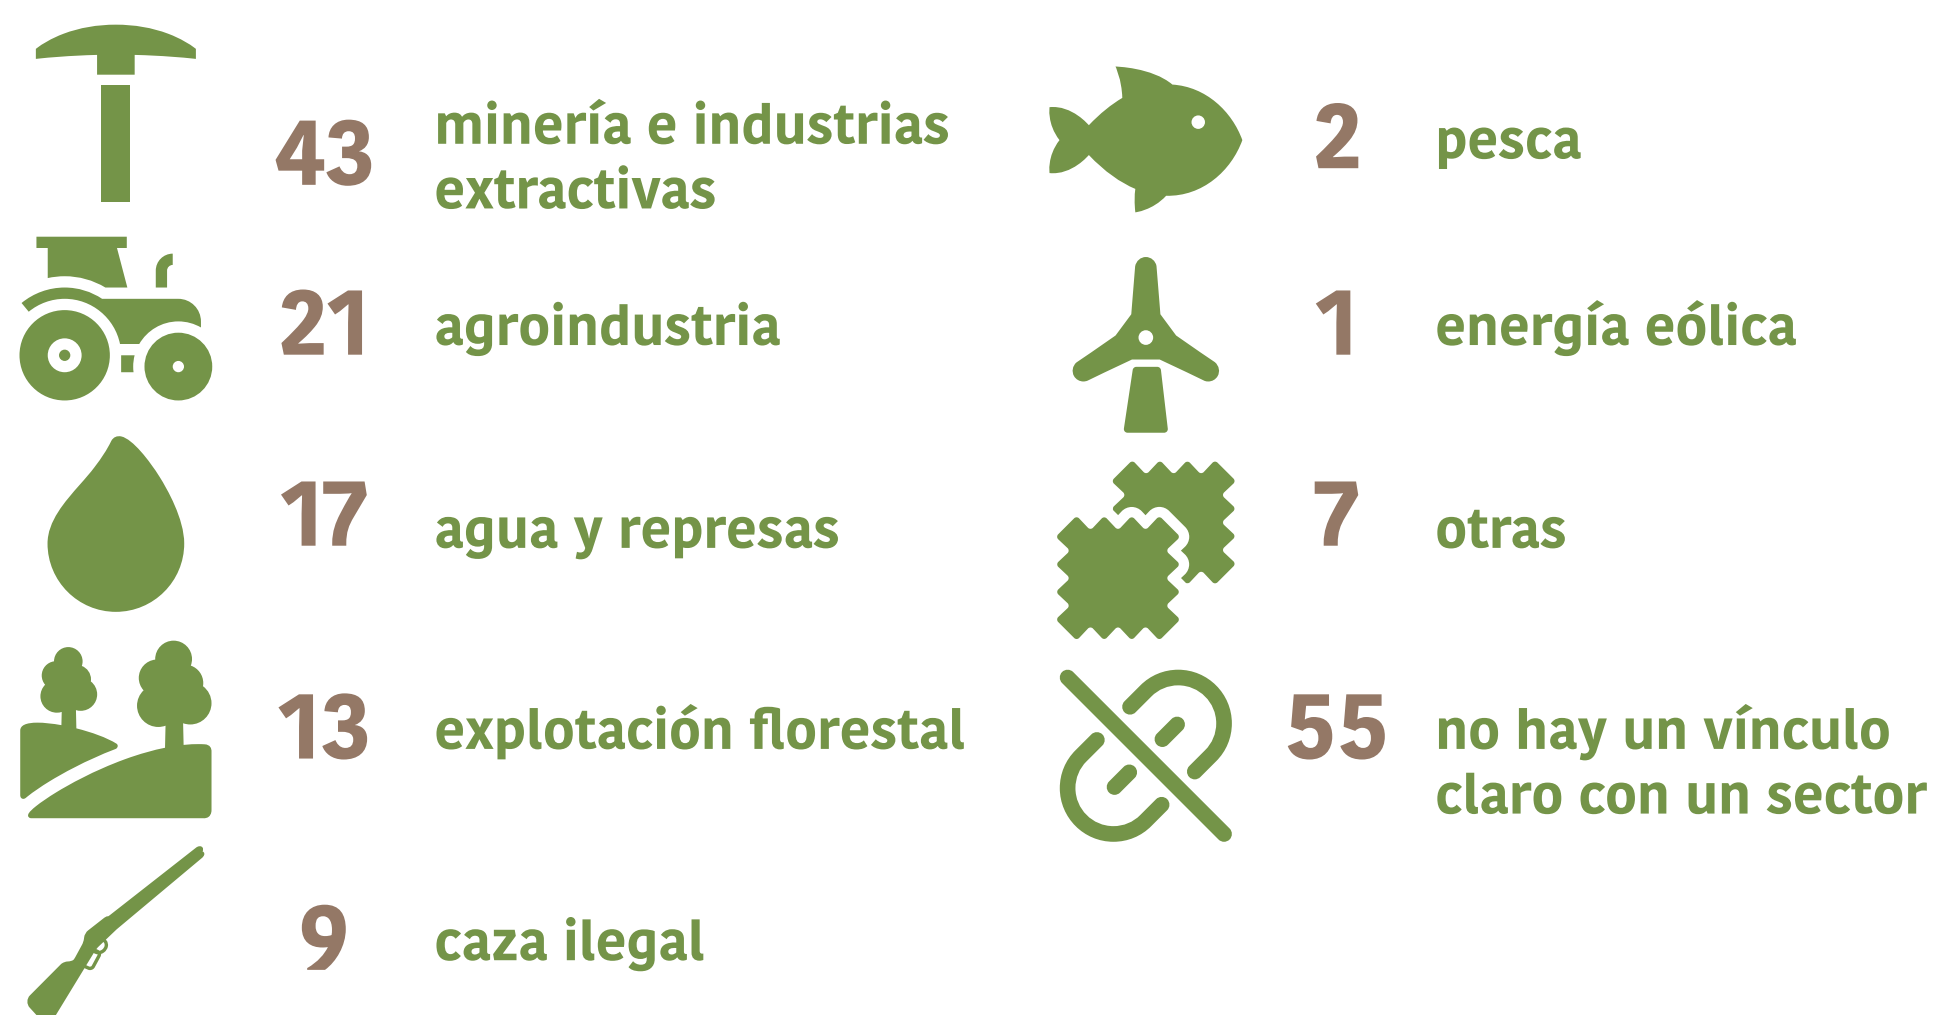 43
minería e industrias
extractivas
21
agroindustria
17
agua y represas
13
explotación florestal
9
caza ilegal
2
pesca
1
energía eólica
7
otras
55
no hay un vínculo
claro con un sector